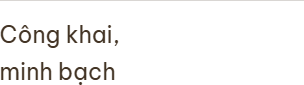 Công khai,
minh bạch